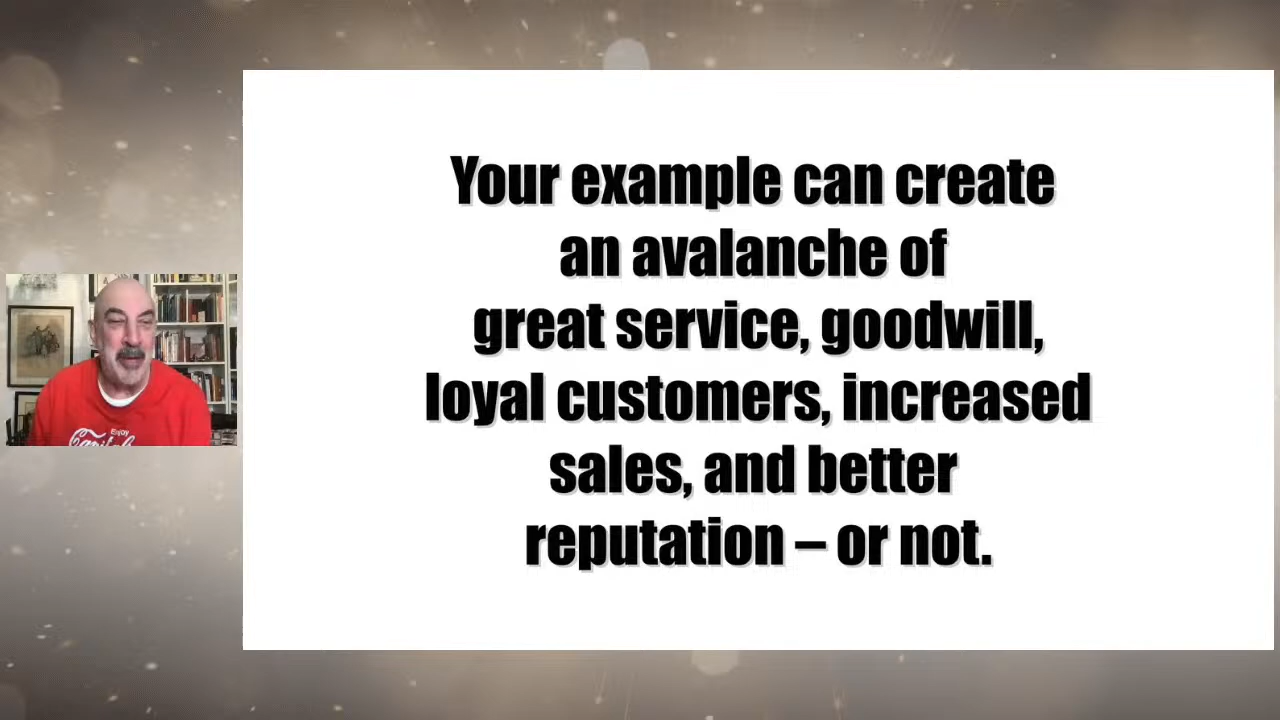 Your example can create
an avalanche of
great service, goodwill,
loyal customers, increased
sales, and better
reputation – or not.
Enjoy